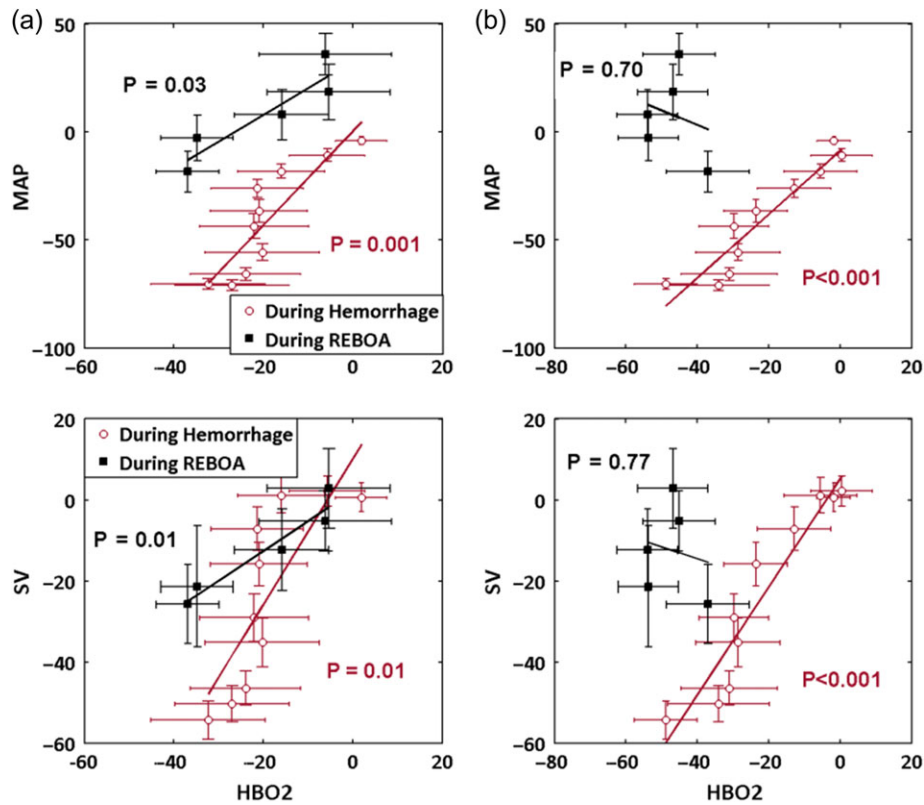 (a)
(b)
50
0
−50
−100
MAP
P = 0.03
P = 0.001
During Hemorrhage
During REBOA
−60 −40 −20 0 20
50
0
−50
−100
MAP
P = 0.70
P<0.001
−80 −60 −40 −20 0 20
20
0
−20
−40
−60
SV
During Hemorrhage
During REBOA
P = 0.01
P = 0.01
−60 −40 −20 0 20
HBO2
20
0
−20
−40
−60
SV
P = 0.77
P<0.001
−80 −60 −40 −20 0 20
HBO2